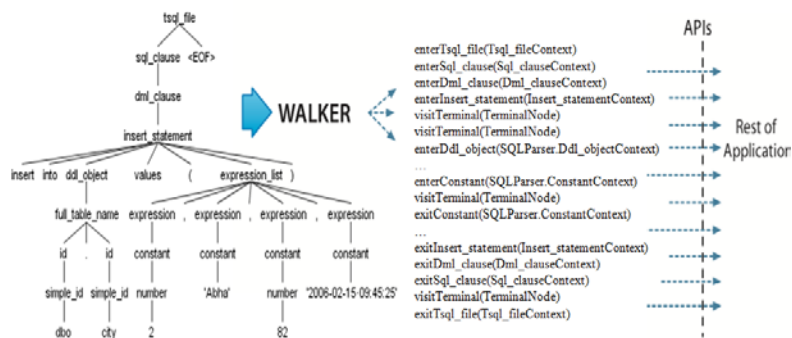 tsql_file
sql_clause <EOF>
dml_clause
insert_statement
insert into ddl_object values ( expression_list )
full_table_name expression , expression , expression , expression
id . id constant constant constant constant
simple_id simple_id number 'Abha' number '2006-02-15-09:45:25'
dbo city 2 82
WALKER
enterTsql_file(Tsql_fileContext)
enterSql_clause(Sql_clauseContext)
enterDml_clause(Dml_clauseContext)
enterInsert_statement(Insert_statementContext)
visitTerminal(TerminalNode)
visitTerminal(TerminalNode)
enterDdl_object(SQLParser.Ddl_objectContext)
...
enterConstant(SQLParser.ConstantContext)
visitTerminal(TerminalNode)
exitConstant(SQLParser.ConstantContext)
...
exitInsert_statement(Insert_statementContext)
exitDml_clause(Dml_clauseContext)
exitSql_clause(Sql_clauseContext)
visitTerminal(TerminalNode)
exitTsql_file(Tsql_fileContext)
APIs
Rest of
Application